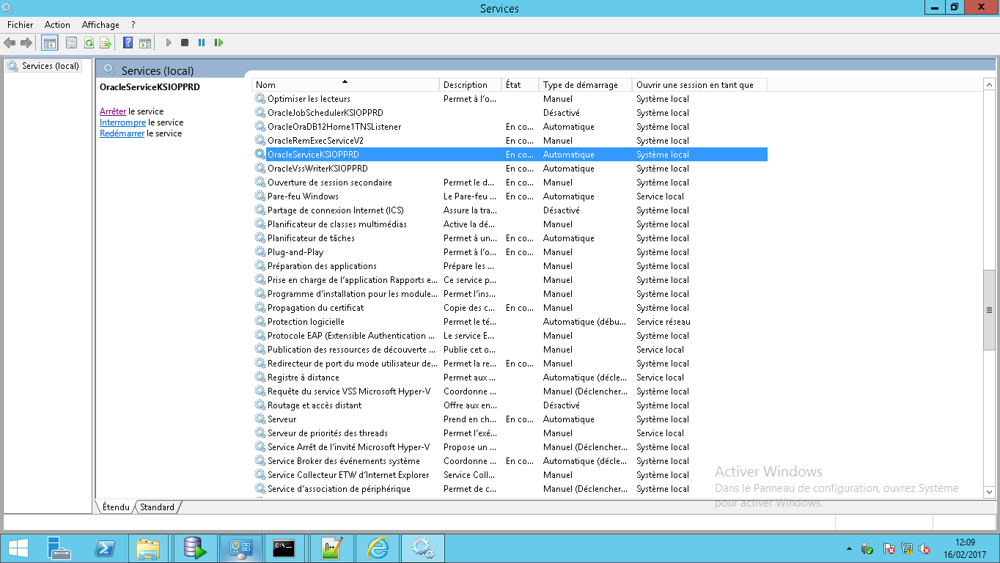 Services
Fichier Action Affichage ?
Services (local)
Services (local)
OracleServiceKSIOPPRD
Arrêter le service
Interrompre le service
Redémarrer le service
Nom Description État Type de démarrage Ouvrir une session en tant que
Optimiser les lecteurs Permet à l'o... Manuel Système local
OracleJobSchedulerKSIOPPRD Désactivé Système local
OracleOraDB12Home1TNSListener En co... Automatique Système local
OracleRemExecServiceV2 En co... Manuel Système local
OracleServiceKSIOPPRD En co... Automatique Système local
OracleVssWriterKSIOPPRD En co... Automatique Système local
Ouverture de session secondaire Permet le d... En co... Manuel Système local
Pare-feu Windows Le Pare-feu ... En co... Automatique Service local
Partage de connexion Internet (ICS) Assure la tra... Désactivé Système local
Planificateur de classes multimédias Active la dé... Manuel Système local
Planificateur de tâches Permet à un... En co... Automatique Système local
Plug-and-Play Permet à l'o... En co... Manuel Système local
Préparation des applications Prépare les ... Manuel Système local
Prise en charge de l'application Rapports e... Ce service p... Manuel Système local
Programme d'installation pour les module... Permet l'ins... Manuel Système local
Propagation du certificat Copie des c... En co... Manuel Système local
Protection logicielle Permet le té... Automatique (débu... Service réseau
Protocole EAP (Extensible Authentication ... Le service E... Manuel Système local
Publication des ressources de découverte ... Publie cet o... Manuel Service local
Redirecteur de port du mode utilisateur de... Permet la re... En co... Manuel Système local
Registre à distance Permet aux ... Automatique (décle... Service local
Requête du service VSS Microsoft Hyper-V Coordonne ... Manuel (Déclencher... Système local
Routage et accès distant Offre aux en... Désactivé Système local
Serveur Prend en ch... En co... Automatique Système local
Serveur de priorités des threads Permet l'exé... Manuel Service local
Service Arrêt de l'invité Microsoft Hyper-V Propose un ... Manuel (Déclencher... Système local
Service Broker des événements système Coordonne ... En co... Automatique (décle... Système local
Service Collecteur ETW d'Internet Explorer Service Coll... Manuel Système local
Service d'association de périphérique Permet de c... Manuel (Déclencher... Système local
Activer Windows
Dans le Panneau de configuration, ouvrez Système
pour activer Windows.
Étendu Standard
12:09
16/02/2017